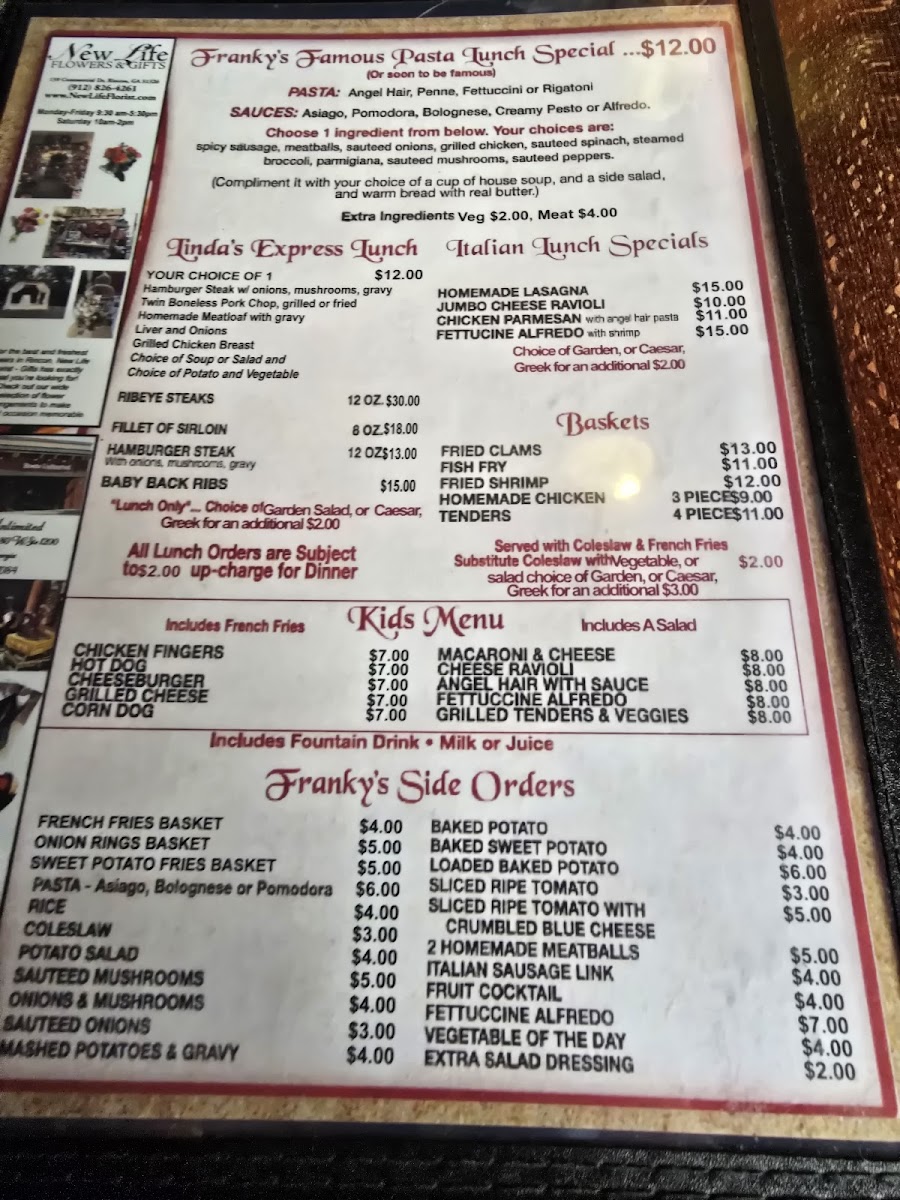 New Life
FLOWERS & GIFTS
(912) 826-4261
www.NewLifeFlorist.com
Monday-Friday 9:30 am-5:30pm
Saturday 10am-2pm
Franky's Famous Pasta Lunch Special ...$12.00
(Or soon to be famous)
PASTA: Angel Hair, Penne, Fettuccini or Rigatoni
SAUCES: Asiago, Pomodora, Bolognese, Creamy Pesto or Alfredo.
Choose 1 ingredient from below. Your choices are:
spicy sausage, meatballs, sauteed onions, grilled chicken, sauteed spinach, steamed
broccoli, parmigiana, sauteed mushrooms, sauteed peppers.
(Compliment it with your choice of a cup of house soup, and a side salad,
and warm bread with real butter.)
Extra Ingredients Veg $2.00, Meat $4.00
Linda's Express Lunch
YOUR CHOICE OF 1 $12.00
Hamburger Steak w/ onions, mushrooms, gravy
Twin Boneless Pork Chop, grilled or fried
Homemade Meatloaf with gravy
Liver and Onions
Grilled Chicken Breast
Choice of Soup or Salad and
Choice of Potato and Vegetable
RIBEYE STEAKS 12 OZ. $30.00
FILLET OF SIRLOIN 8 OZ. $18.00
HAMBURGER STEAK 12 OZ $13.00
With onions, mushrooms, gravy
BABY BACK RIBS $15.00
"Lunch Only"... Choice of Garden Salad, or Caesar,
Greek for an additional $2.00
All Lunch Orders are Subject
to $2.00 up-charge for Dinner
Italian Lunch Specials
HOMEMADE LASAGNA $15.00
JUMBO CHEESE RAVIOLI $10.00
CHICKEN PARMESAN with angel hair pasta $11.00
FETTUCINE ALFREDO with shrimp $15.00
Choice of Garden, or Caesar,
Greek for an additional $2.00
Baskets
FRIED CLAMS $13.00
FISH FRY $11.00
FRIED SHRIMP $12.00
HOMEMADE CHICKEN 3 PIECE $9.00
TENDERS 4 PIECE $11.00
Served with Coleslaw & French Fries
Substitute Coleslaw with Vegetable, or $2.00
salad choice of Garden, or Caesar,
Greek for an additional $3.00
Kids Menu
Includes French Fries
CHICKEN FINGERS $7.00
HOT DOG $7.00
CHEESEBURGER $7.00
GRILLED CHEESE $7.00
CORN DOG $7.00
Includes A Salad
MACARONI & CHEESE $8.00
CHEESE RAVIOLI $8.00
ANGEL HAIR WITH SAUCE $8.00
FETTUCCINE ALFREDO $8.00
GRILLED TENDERS & VEGGIES $8.00
Includes Fountain Drink • Milk or Juice
Franky's Side Orders
FRENCH FRIES BASKET $4.00
ONION RINGS BASKET $5.00
SWEET POTATO FRIES BASKET $5.00
PASTA - Asiago, Bolognese or Pomodora $6.00
RICE $4.00
COLESLAW $3.00
POTATO SALAD $4.00
SAUTEED MUSHROOMS $5.00
ONIONS & MUSHROOMS $4.00
SAUTEED ONIONS $3.00
MASHED POTATOES & GRAVY $4.00
BAKED POTATO $4.00
BAKED SWEET POTATO $4.00
LOADED BAKED POTATO $6.00
SLICED RIPE TOMATO $3.00
SLICED RIPE TOMATO WITH $5.00
CRUMBLED BLUE CHEESE
2 HOMEMADE MEATBALLS $5.00
ITALIAN SAUSAGE LINK $4.00
FRUIT COCKTAIL $4.00
FETTUCCINE ALFREDO $7.00
VEGETABLE OF THE DAY $4.00
EXTRA SALAD DRESSING $2.00